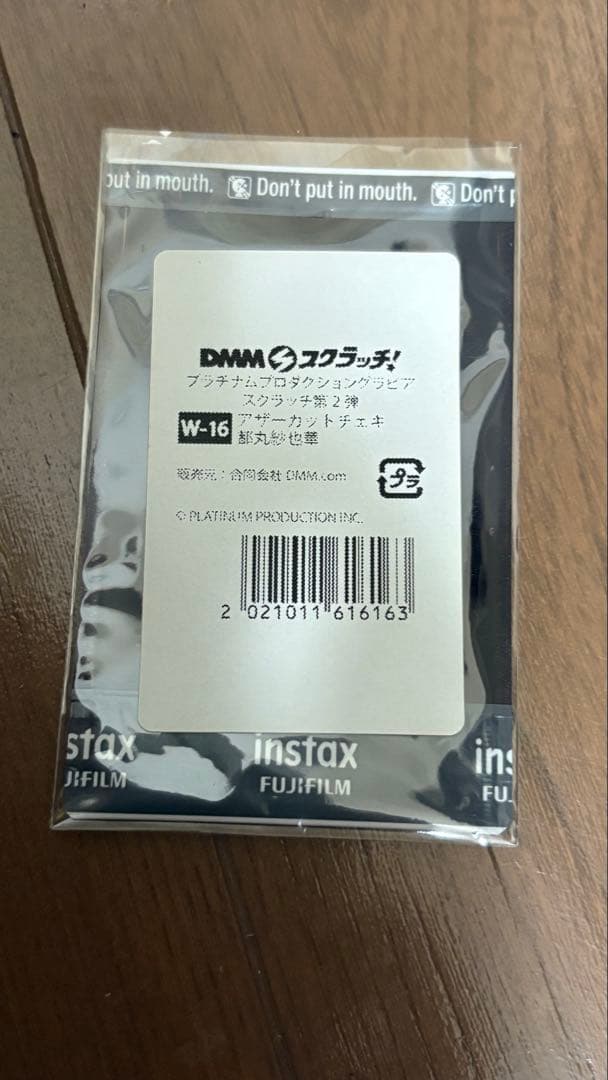 out in mouth. Don't put in mouth. Don't p
DMMスクラッチ!
プラチナムプロダクショングラビア
スクラッチ第2弾
W-16 アザーカットチェキ
都丸紗也華
販売元:合同会社 DMM.com
プラ
© PLATINUM PRODUCTION INC.
2 021011 616163
stax instax ins
JIFILM FUJIFILM FU